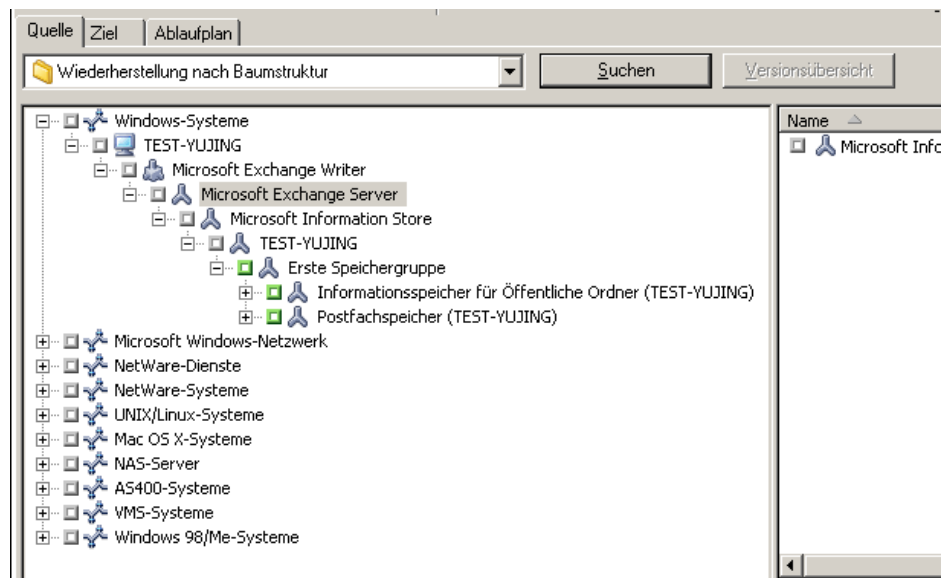 Quelle Ziel Ablaufplan
Wiederherstellung nach Baumstruktur Suchen Versionsübersicht
Windows-Systeme
TEST-YUJING
Microsoft Exchange Writer
Microsoft Exchange Server
Microsoft Information Store
TEST-YUJING
Erste Speichergruppe
Informationsspeicher für Öffentliche Ordner (TEST-YUJING)
Postfachspeicher (TEST-YUJING)
Microsoft Windows-Netzwerk
NetWare-Dienste
NetWare-Systeme
UNIX/Linux-Systeme
Mac OS X-Systeme
NAS-Server
AS400-Systeme
VMS-Systeme
Windows 98/Me-Systeme
Name
Microsoft Info